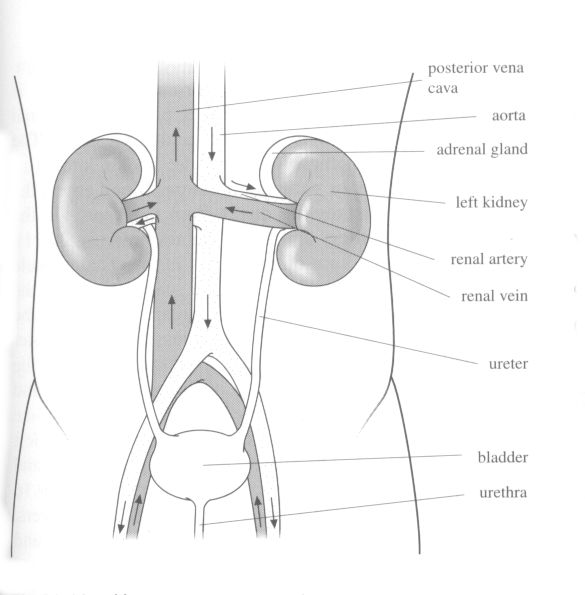 posterior vena
cava
aorta
adrenal gland
left kidney
renal artery
renal vein
ureter
bladder
urethra